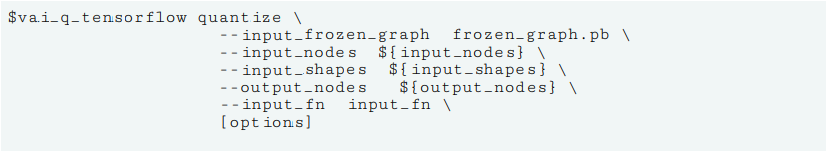 $vai_q_tensorflow quantize \
--input_frozen_graph frozen_graph.pb \
--input_nodes ${input_nodes} \
--input_shapes ${input_shapes} \
--output_nodes ${output_nodes} \
--input_fn input_fn \
[options]